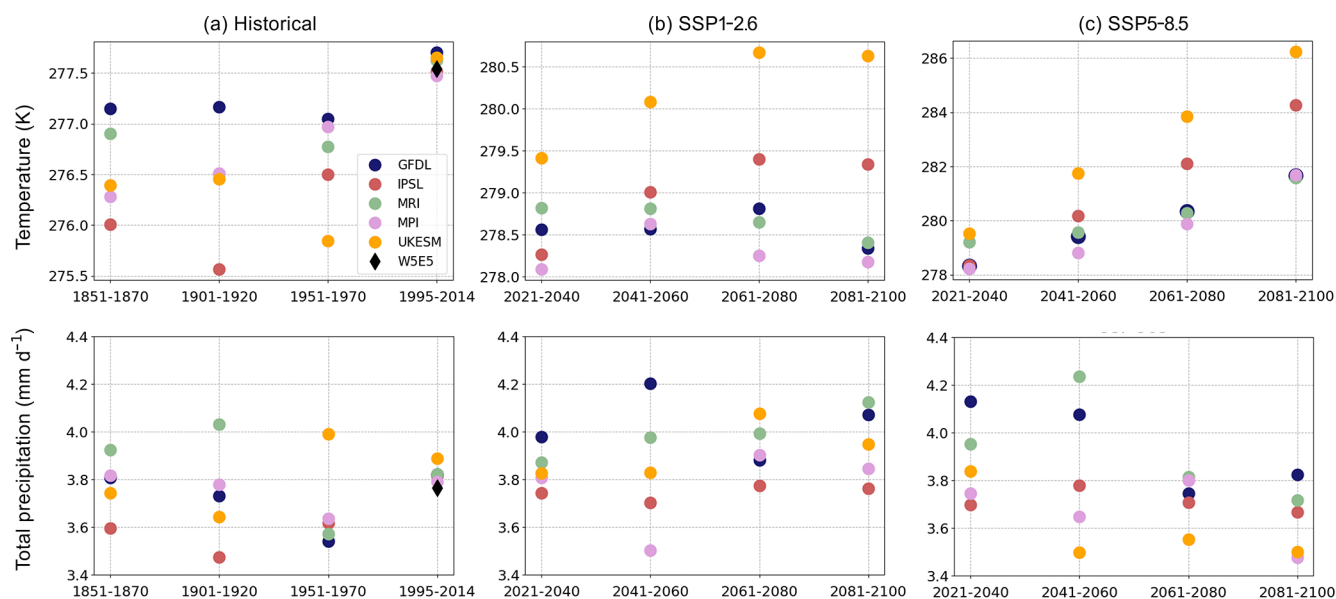 (a) Historical
(b) SSP1-2.6
(c) SSP5-8.5
Temperature (K)
277.5
277.0
276.5
276.0
275.5
GFDL
IPSL
MRI
MPI
UKESM
W5E5
1851-1870 1901-1920 1951-1970 1995-2014
280.5
280.0
279.5
279.0
278.5
278.0
2021-2040 2041-2060 2061-2080 2081-2100
286
284
282
280
278
2021-2040 2041-2060 2061-2080 2081-2100
Total precipitation (mm d⁻¹)
4.4
4.2
4.0
3.8
3.6
3.4
1851-1870 1901-1920 1951-1970 1995-2014
4.4
4.2
4.0
3.8
3.6
3.4
2021-2040 2041-2060 2061-2080 2081-2100
4.4
4.2
4.0
3.8
3.6
3.4
2021-2040 2041-2060 2061-2080 2081-2100